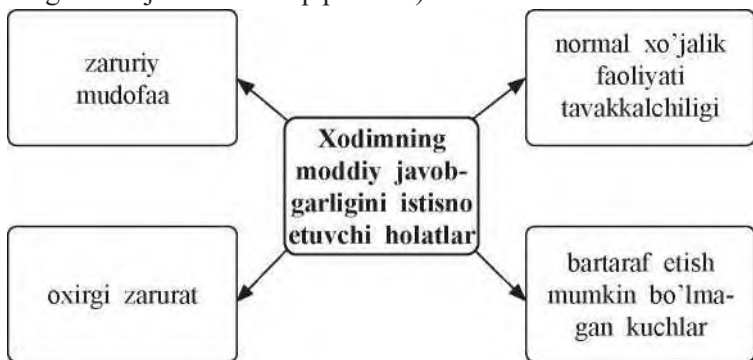 zaruriy
mudofaa
normal xo’jalik
faoliyati
tavakkalchiligi
Xodimning
moddiy javob-
garligini istisno
etuvchi holatlar
oxirgi zarurat
bartaraf etish
mumkin bo’lma-
gan kuchlar